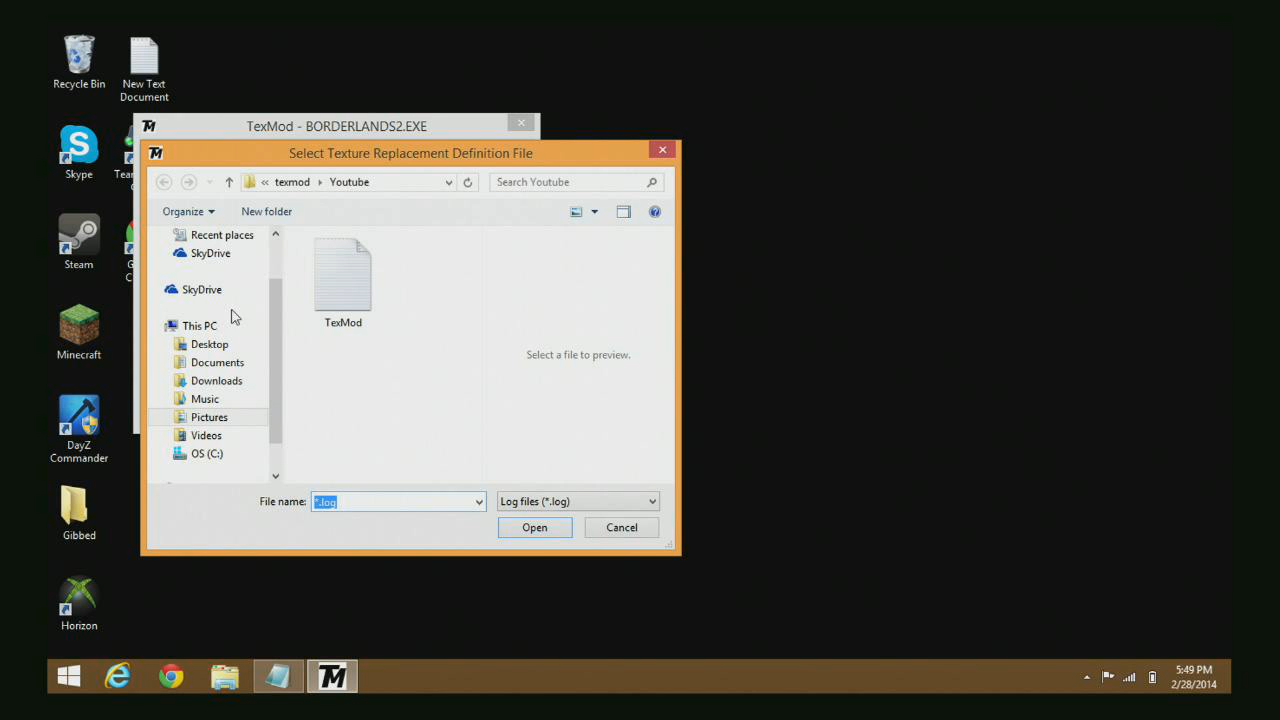 Recycle Bin
New Text
Document
Skype
Steam
Minecraft
DayZ
Commander
Gibbed
Horizon
TexMod - BORDERLANDS2.EXE
Select Texture Replacement Definition File
texmod
Youtube
Search Youtube
Organize
New folder
Recent places
SkyDrive
SkyDrive
This PC
Desktop
Documents
Downloads
Music
Pictures
Videos
OS (C:)
TexMod
Select a file to preview.
File name:
*.log
Log files (*.log)
Open
Cancel
5:49 PM
2/28/2014